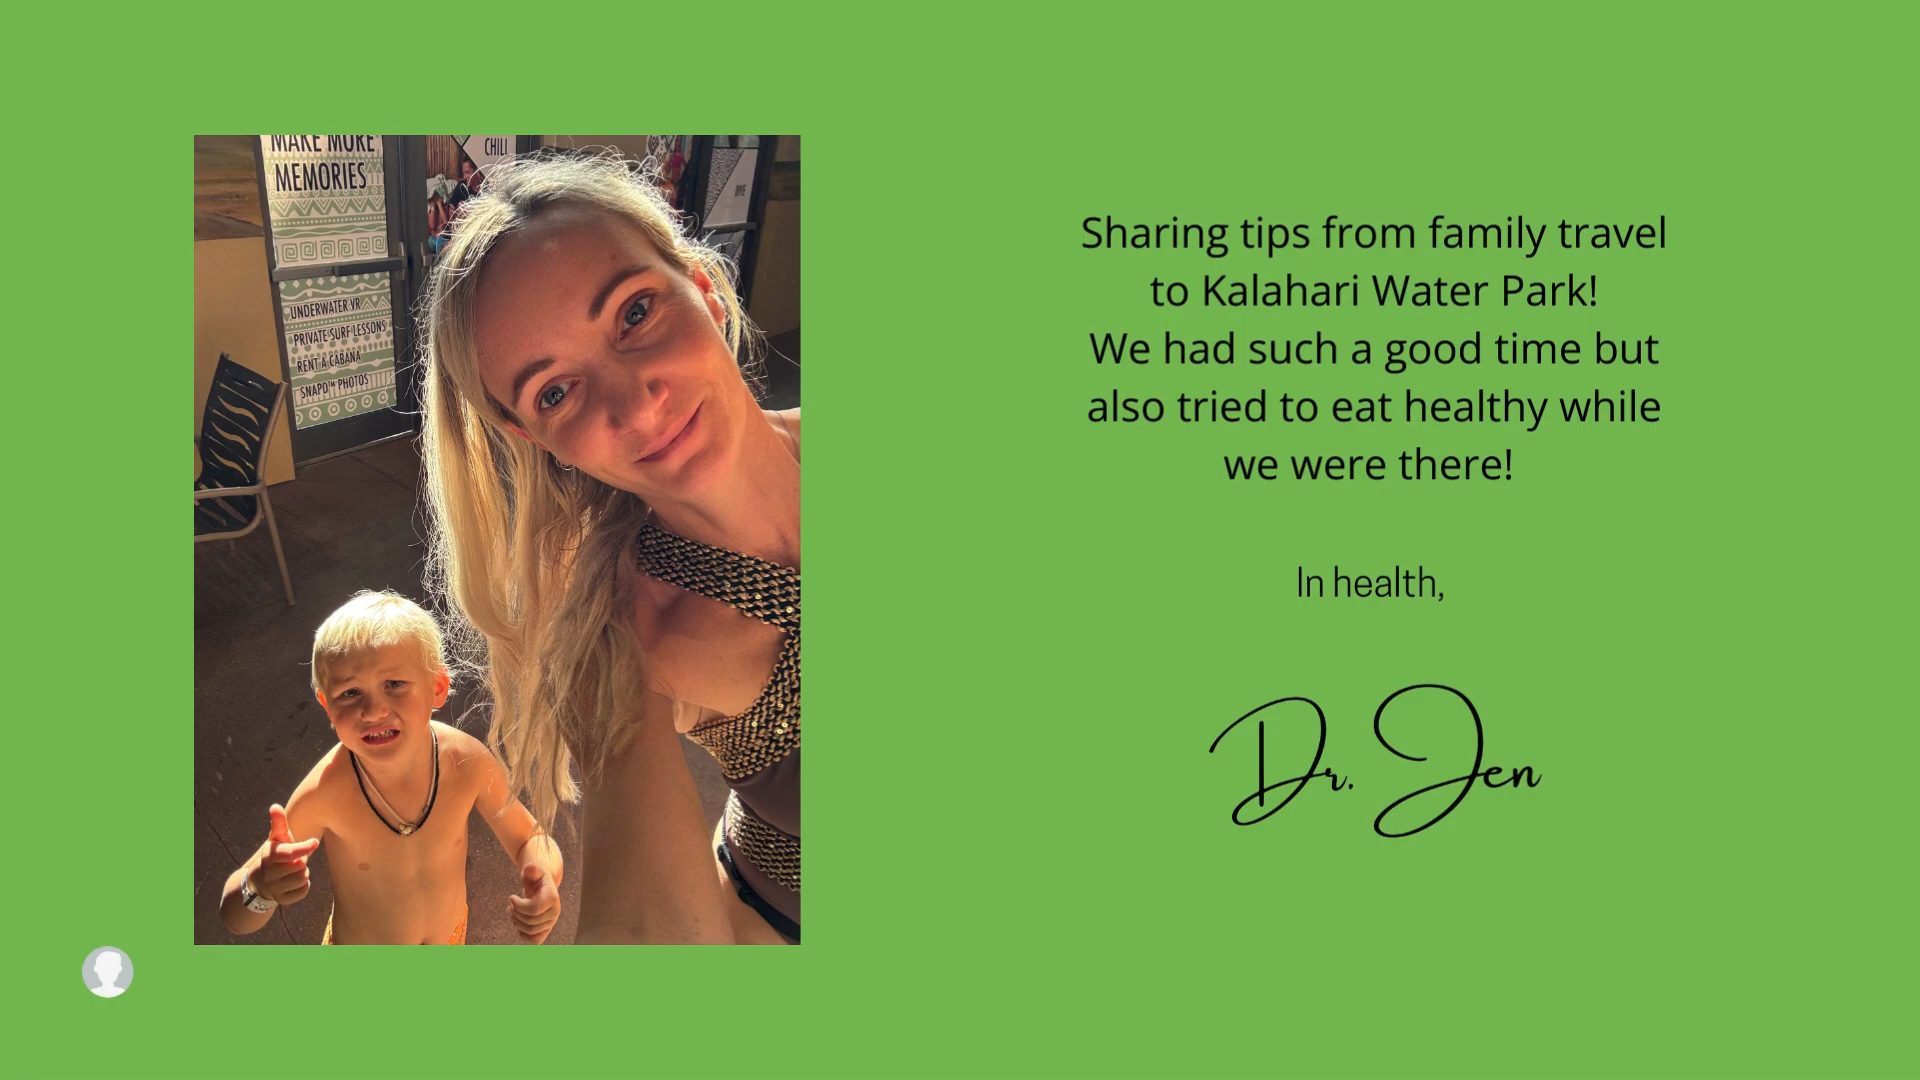 MAKE MORE
MEMORIES
CHILL
DIVE
UNDERWATER VR
PRIVATE SURF LESSONS
RENT A CABANA
SNAPD™ PHOTOS
Sharing tips from family travel
to Kalahari Water Park!
We had such a good time but
also tried to eat healthy while
we were there!
In health,
Dr. Jen